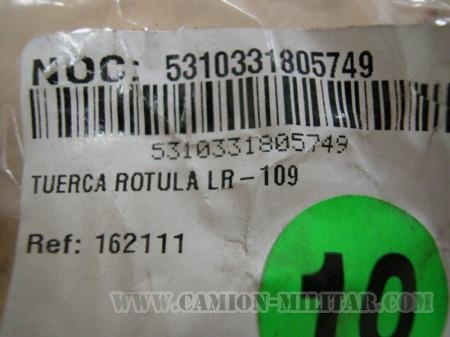 NOC: 5310331805749
5310331805749
TUERCA ROTULA LR-109
Ref: 162111
10
WWW.CAMION-MILITAR.COM